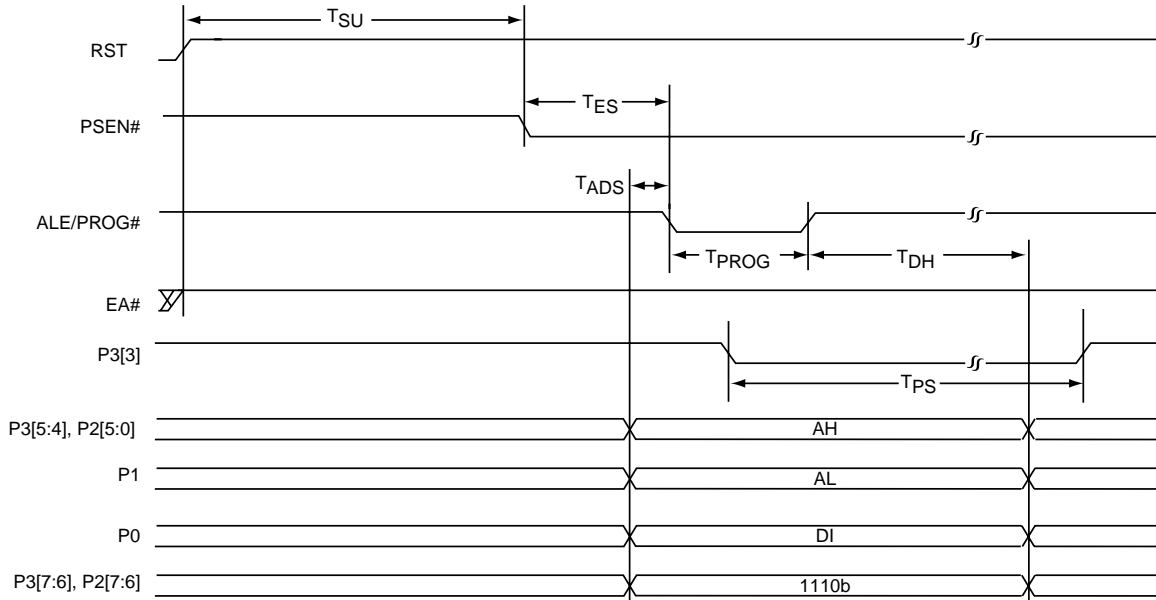 TSU
RST
TES
PSEN#
TADS
ALE/PROG#
TPROG
TDH
EA#
P3[3]
TPS
P3[5:4], P2[5:0]
AH
P1
AL
P0
DI
P3[7:6], P2[7:6]
1110b